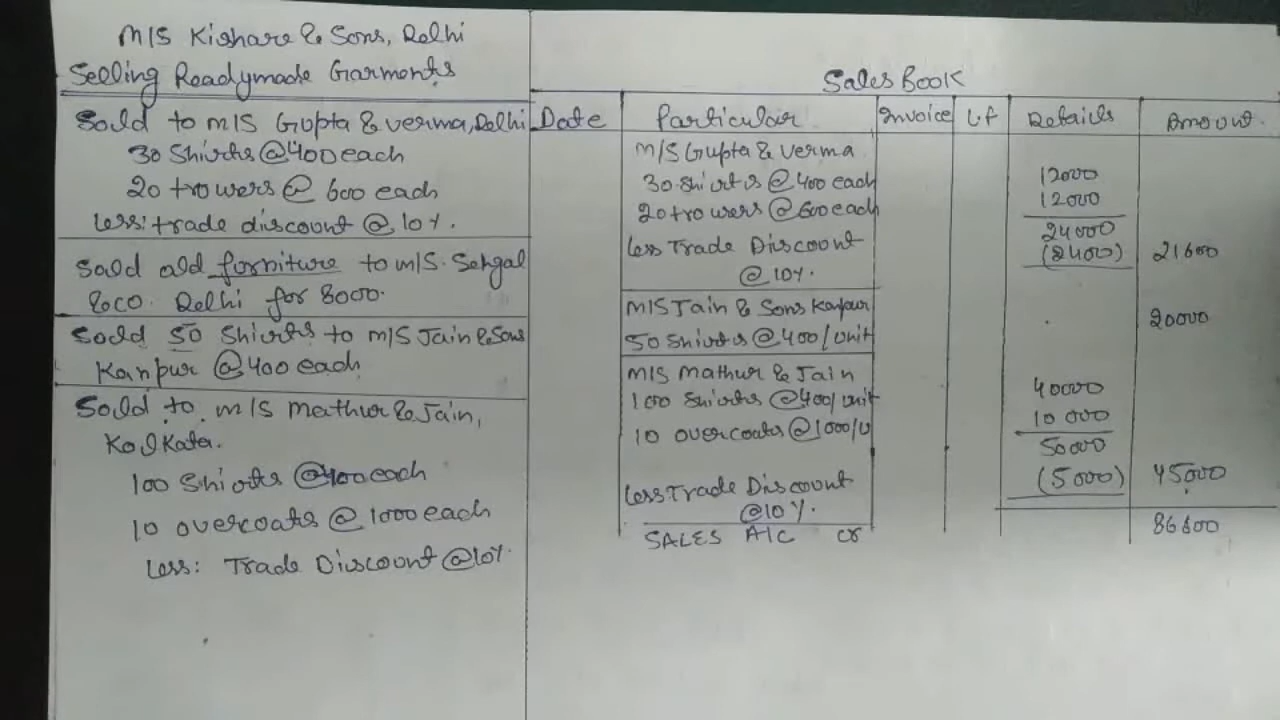 M/S Kishore & Sons, Delhi
Selling Readymade Garments
Sold to M/S Gupta & Verma, Delhi
30 Shirts @ 400 each
20 trowers @ 600 each
less: trade discount @ 10%.
Sold old furniture to M/S. Sehgal
& CO. Delhi for 8000.
Sold 50 Shirts to M/S Jain & Sons
Kanpur @ 400 each
Sold to M/S Mathur & Jain,
Kolkata.
100 Shirts @ 400 each
10 overcoats @ 1000 each
Less: Trade Discount @ 10%.
Sales Book
Date Particular Invoice L.f Details Amount.
M/S Gupta & Verma
30 Shirts @ 400 each 12000
20 trowers @ 600 each 12000
24000
less Trade Discount (2400) 21600
@ 10%.
M/S Jain & Sons Kanpur 20000
50 Shirts @ 400/unit
M/S Mathur & Jain
100 Shirts @ 400/unit 40000
10 overcoats @ 1000/U 10 000
50000
less Trade Discount (5000) 45000
@ 10%.
SALES A/C cr 86600